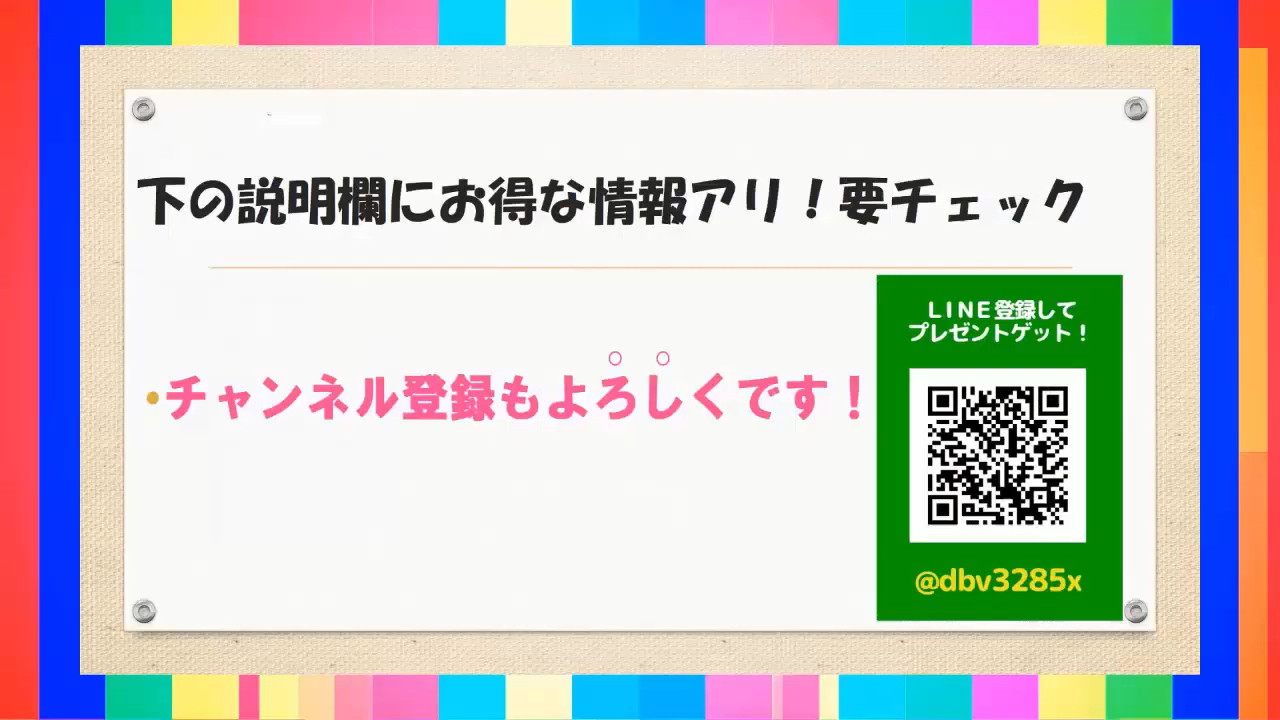 下の説明欄にお得な情報アリ！要チェック
•チャンネル登録もよろしくです！
LINE登録して
プレゼントゲット！
@dbv3285x